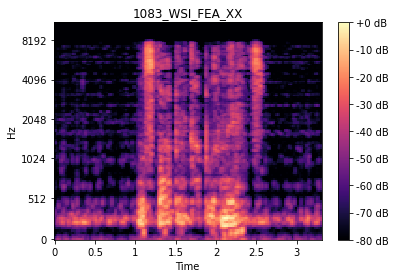 1083_WSI_FEA_XX
8192
4096
2048
1024
512
0
Hz
0 0.5 1 1.5 2 2.5 3
Time
+0 dB
-10 dB
-20 dB
-30 dB
-40 dB
-50 dB
-60 dB
-70 dB
-80 dB